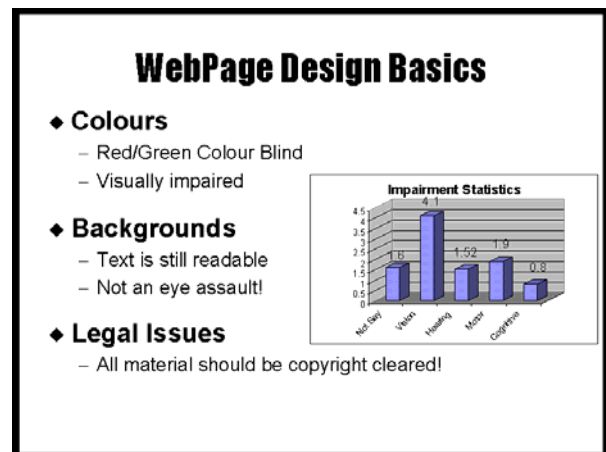 WebPage Design Basics
◆ Colours
– Red/Green Colour Blind
– Visually impaired
◆ Backgrounds
– Text is still readable
– Not an eye assault!
◆ Legal Issues
– All material should be copyright cleared!
Impairment Statistics
4.5
4
3.5
3
2.5
2
1.5
1
0.5
0
1.6
4.1
1.52
1.9
0.8
Vision
Hearing
Motor
Cognitive